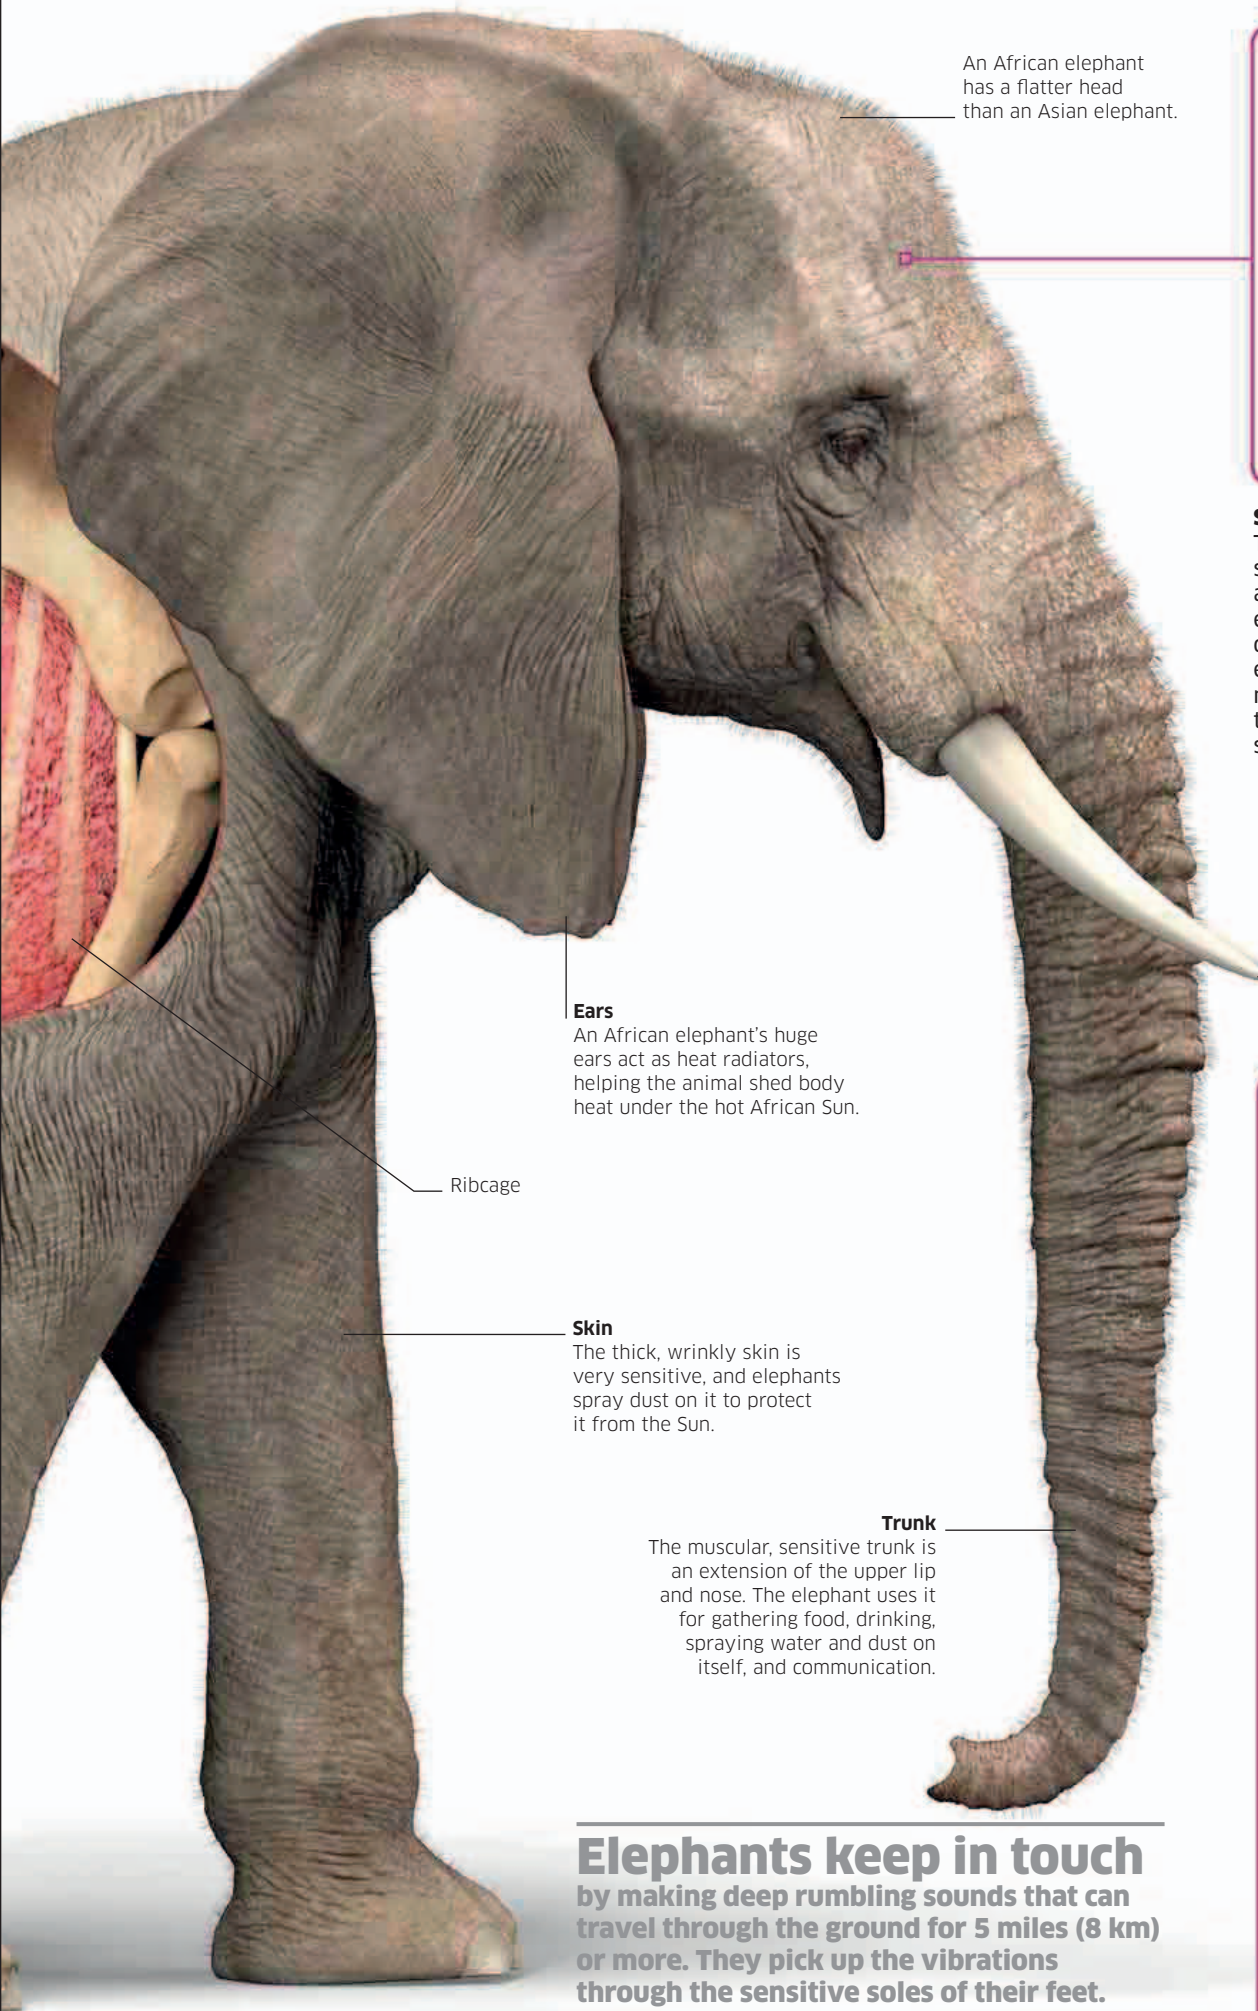 An African elephant
has a flatter head
than an Asian elephant.
Ears
An African elephant's huge
ears act as heat radiators,
helping the animal shed body
heat under the hot African Sun.
Ribcage
Skin
The thick, wrinkly skin is
very sensitive, and elephants
spray dust on it to protect
it from the Sun.
Trunk
The muscular, sensitive trunk is
an extension of the upper lip
and nose. The elephant uses it
for gathering food, drinking,
spraying water and dust on
itself, and communication.
Elephants keep in touch
by making deep rumbling sounds that can
travel through the ground for 5 miles (8 km)
or more. They pick up the vibrations
through the sensitive soles of their feet.